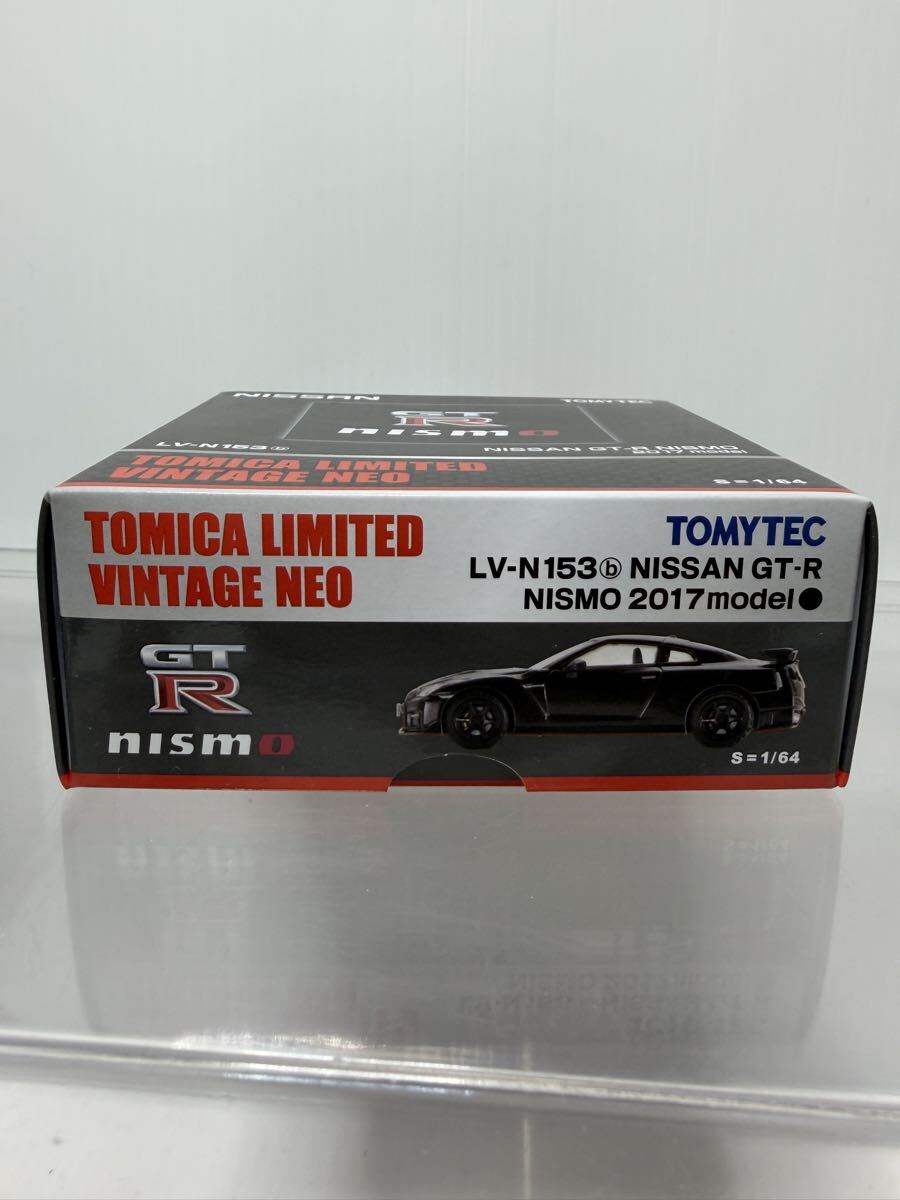 NISSAN
TOMYTEC
GT
R
nismo
LV-N153ⓑ
NISSAN GT-R NISMO
2017 model
TOMICA LIMITED
VINTAGE NEO
S=1/64
TOMICA LIMITED
VINTAGE NEO
TOMYTEC
LV-N153ⓑ NISSAN GT-R
NISMO 2017model●
GT
R
nismo
S=1/64